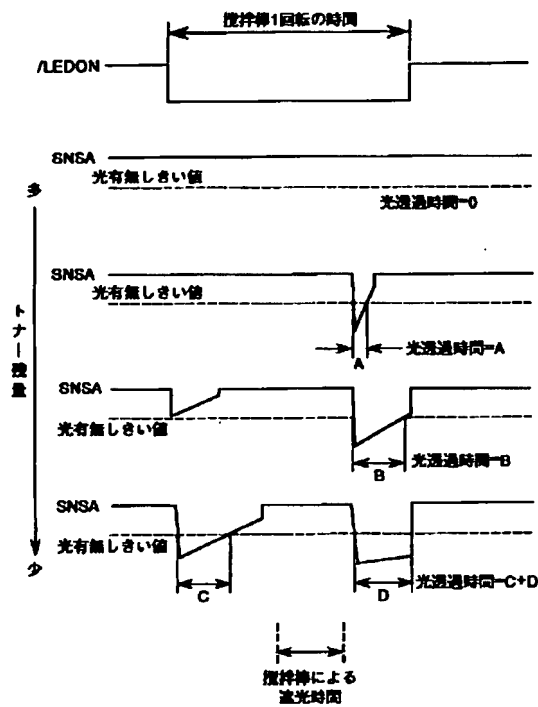 攪拌棒1回転の時間
/LEDON
SNSA
光有無しきい値
光透過時間=0
多
SNSA
光有無しきい値
A
光透過時間=A
トナー残量
SNSA
光有無しきい値
B
光透過時間=B
SNSA
光有無しきい値
少
C
D
光透過時間=C+D
攪拌棒による
遮光時間